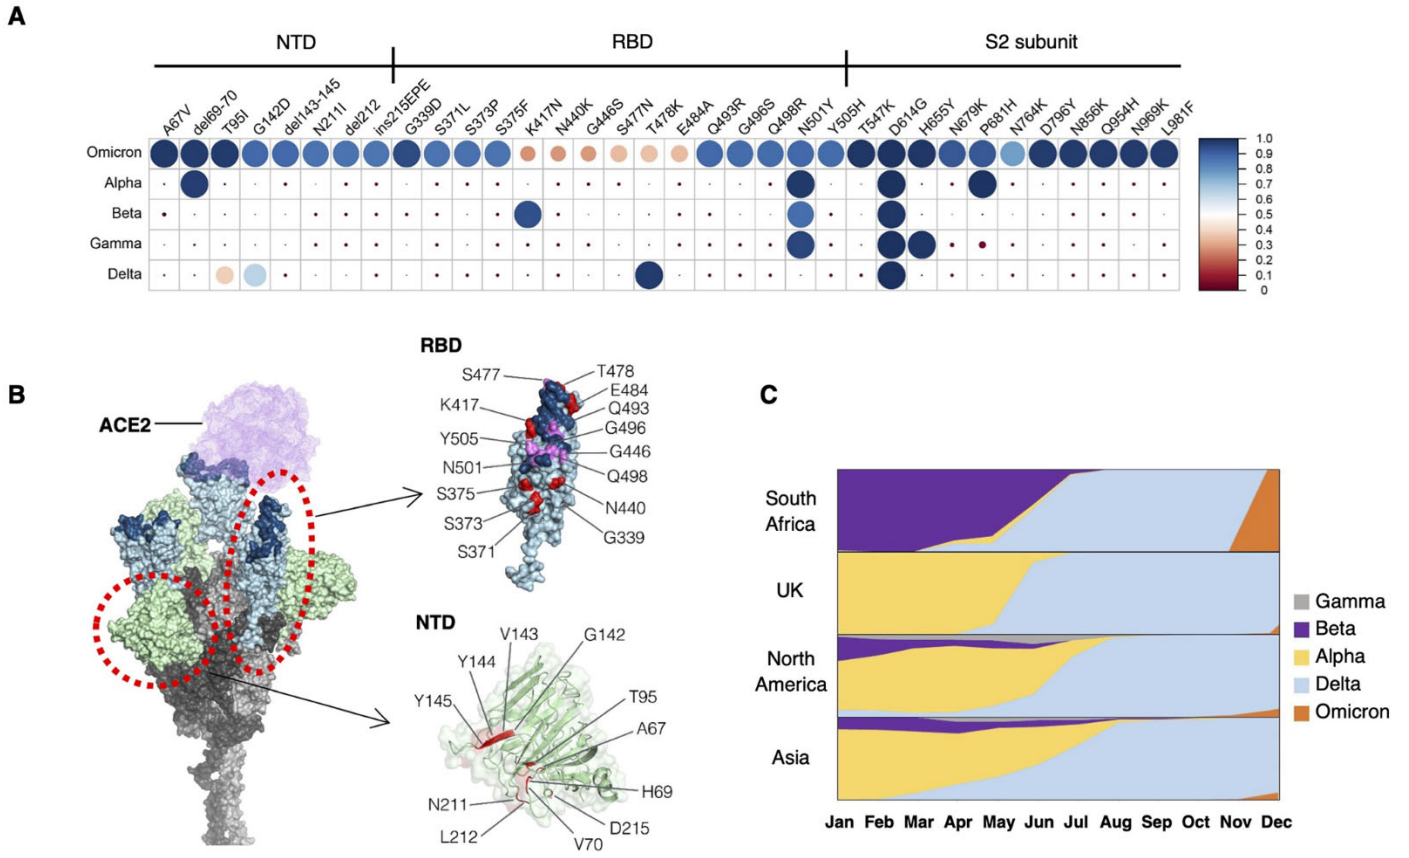 A
NTD RBD S2 subunit
A67V del69-70 T95I G142D del143-145 N211I del212 ins215EPE G339D S371L S373P S375F K417N N440K G446S S477N T478K E484A Q493R G496S Q498R N501Y Y505H T547K D614G H655Y N679K P681H N764K D796Y N856K Q954H N969K L981F
Omicron
Alpha
Beta
Gamma
Delta
1.0
0.9
0.8
0.7
0.6
0.5
0.4
0.3
0.2
0.1
0
B
ACE2
RBD
S477
K417
Y505
N501
S375
S373
S371
T478
E484
Q493
G496
G446
Q498
N440
G339
NTD
V143
G142
Y144
Y145
T95
A67
N211
L212
H69
D215
V70
C
South
Africa
UK
North
America
Asia
Jan Feb Mar Apr May Jun Jul Aug Sep Oct Nov Dec
Gamma
Beta
Alpha
Delta
Omicron